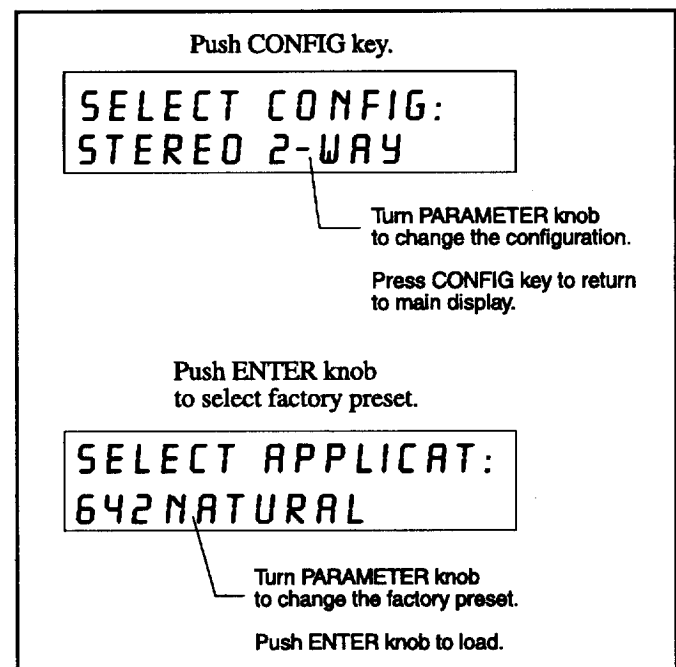 Push CONFIG key.
SELECT CONFIG:
STEREO 2-WAY
Turn PARAMETER knob
to change the configuration.
Press CONFIG key to return
to main display.
Push ENTER knob
to select factory preset.
SELECT APPLICAT:
642NATURAL
Turn PARAMETER knob
to change the factory preset.
Push ENTER knob to load.